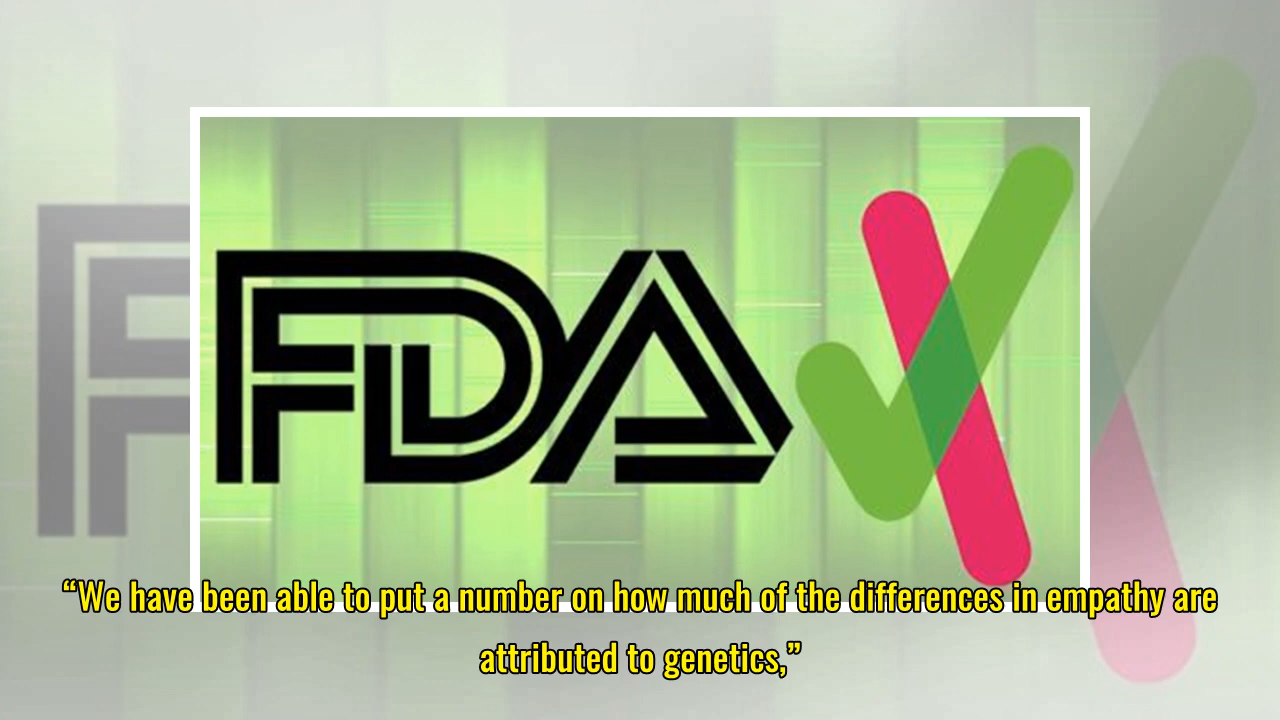 FDA
“We have been able to put a number on how much of the differences in empathy are
attributed to genetics,”